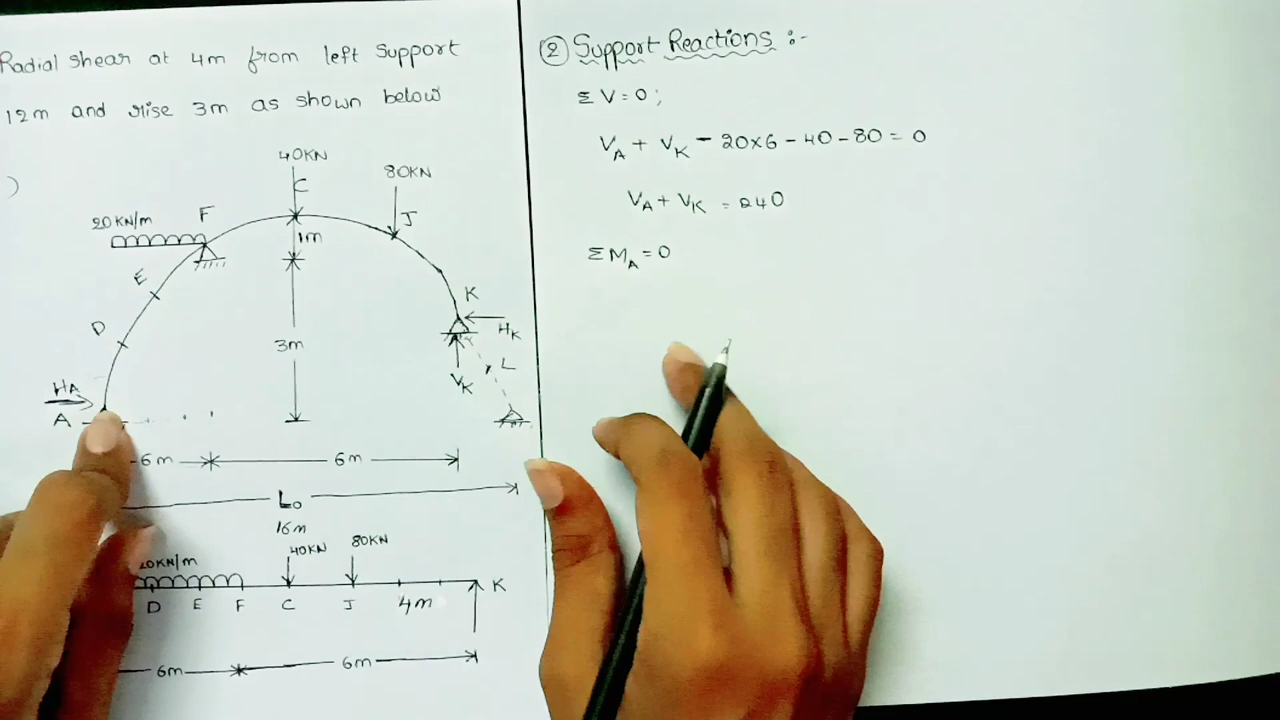 Radial shear at 4m from left support
12m and rise 3m as shown below
)
40KN
C
80KN
J
20 KN/m
F
1m
E
K
HK
D
3m
L
VK
HA
A
6m
6m
Lo
16m
40KN
80KN
20KN/m
K
D E F C J 4m
6m
6m
② Support Reactions :-
ΣV=0;
VA + VK - 20×6 - 40 - 80 = 0
VA + VK = 240
ΣMA = 0